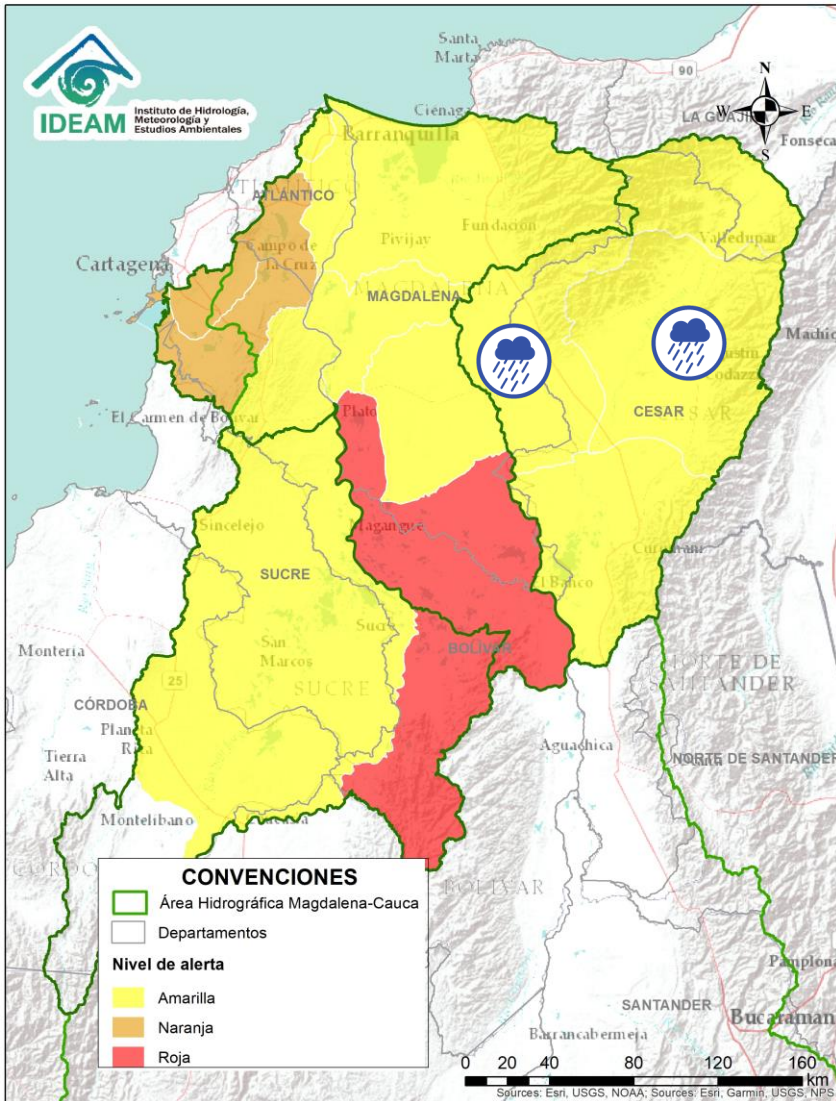 IDEAM
Instituto de Hidrología,
Meteorología y
Estudios Ambientales
Santa
Marta
90
N
W
E
S
Ciénaga
LA GUAJIRA
Fonseca
Barranquilla
ATLÁNTICO
Campo de
la Cruz
Pivijay
Fundación
Valledupar
Cartagena
MAGDALENA
MAGDALENA
CESAR
Codazzi
El Carmen de Bolívar
Plato
Sincelejo
Magangué
SUCRE
El Banco
Sucre
San
Marcos
BOLÍVAR
SUCRE
Montería
25
CÓRDOBA
Planeta
Rica
Tierra
Alta
NORTE DE
SANTANDER
Aguachica
NORTE DE SANTANDER
Montelibano
BOLÍVAR
CONVENCIONES
Área Hidrográfica Magdalena-Cauca
Departamentos
Nivel de alerta
Amarilla
Naranja
Roja
Pamplona
SANTANDER
Bucaraman
Barrancabermeja
0 20 40 80 120 160
km
Sources: Esri, USGS, NOAA; Sources: Esri, Garmin, USGS, NPS